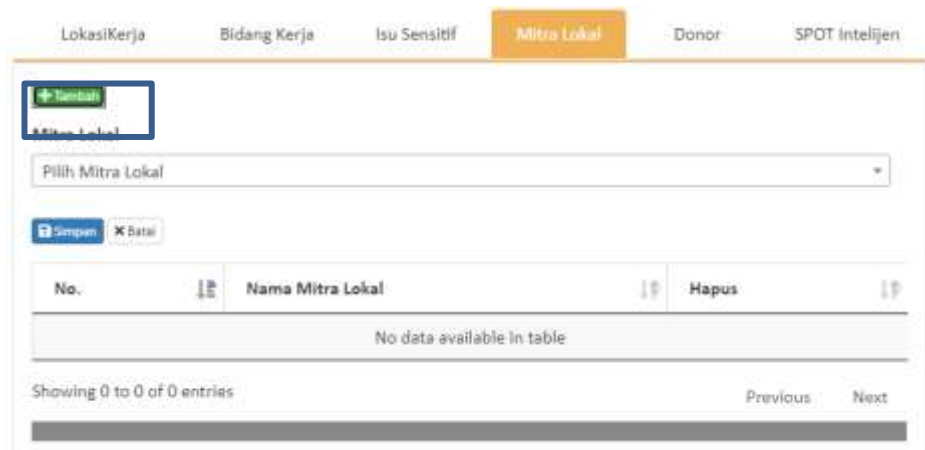 LokasiKerja Bidang Kerja Isu Sensitif Mitra Lokal Donor SPOT Intelijen
+ Tambah
Mitra Lokal
Pilih Mitra Lokal
Simpan Batal
No. Nama Mitra Lokal Hapus
No data available in table
Showing 0 to 0 of 0 entries
Previous Next